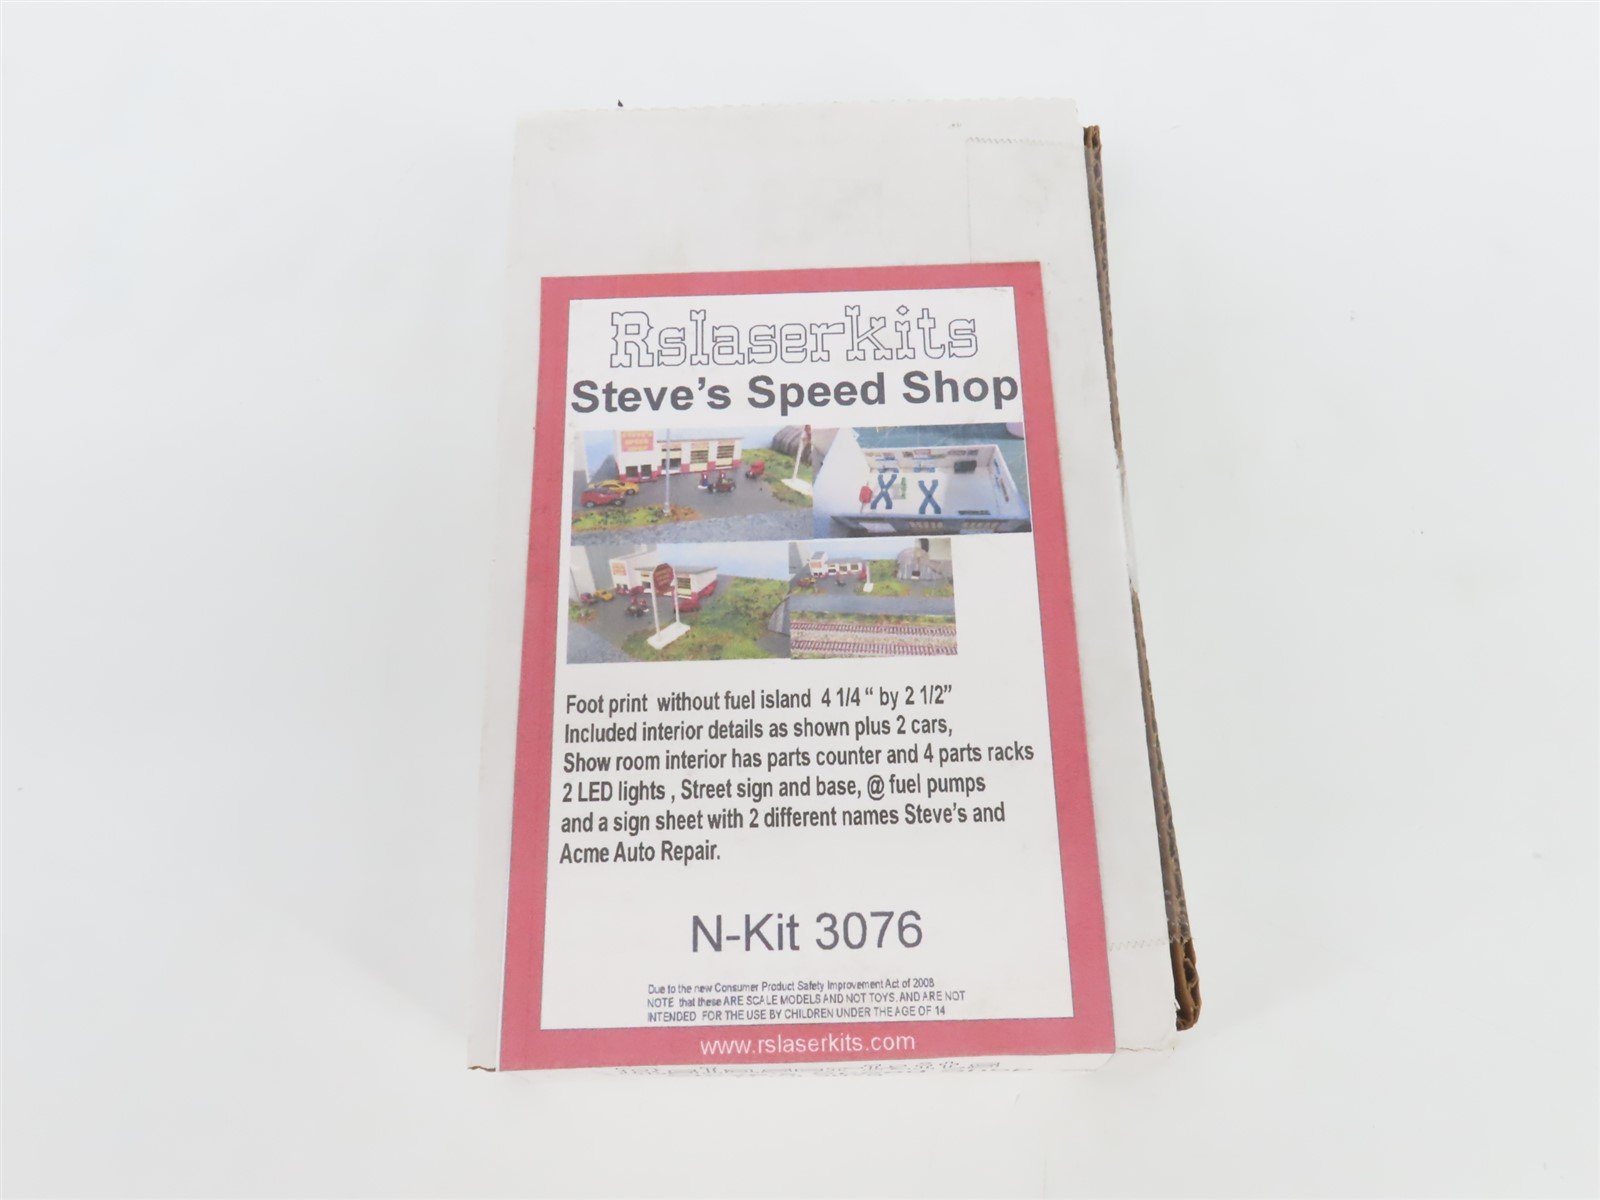 Rslaserkits
Steve's Speed Shop
STEVE'S
SPEED
SHOP
Foot print without fuel island 4 1/4 " by 2 1/2"
Included interior details as shown plus 2 cars,
Show room interior has parts counter and 4 parts racks
2 LED lights , Street sign and base, @ fuel pumps
and a sign sheet with 2 different names Steve's and
Acme Auto Repair.
N-Kit 3076
Due to the new Consumer Product Safety Improvement Act of 2008
NOTE that these ARE SCALE MODELS AND NOT TOYS, AND ARE NOT
INTENDED FOR THE USE BY CHILDREN UNDER THE AGE OF 14
www.rslaserkits.com